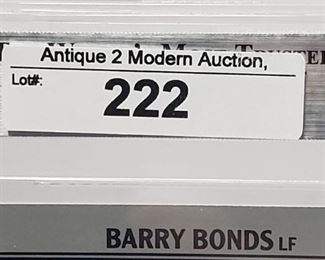 Antique 2 Modern Auction,
Lot#:
222
BARRY BONDS LF